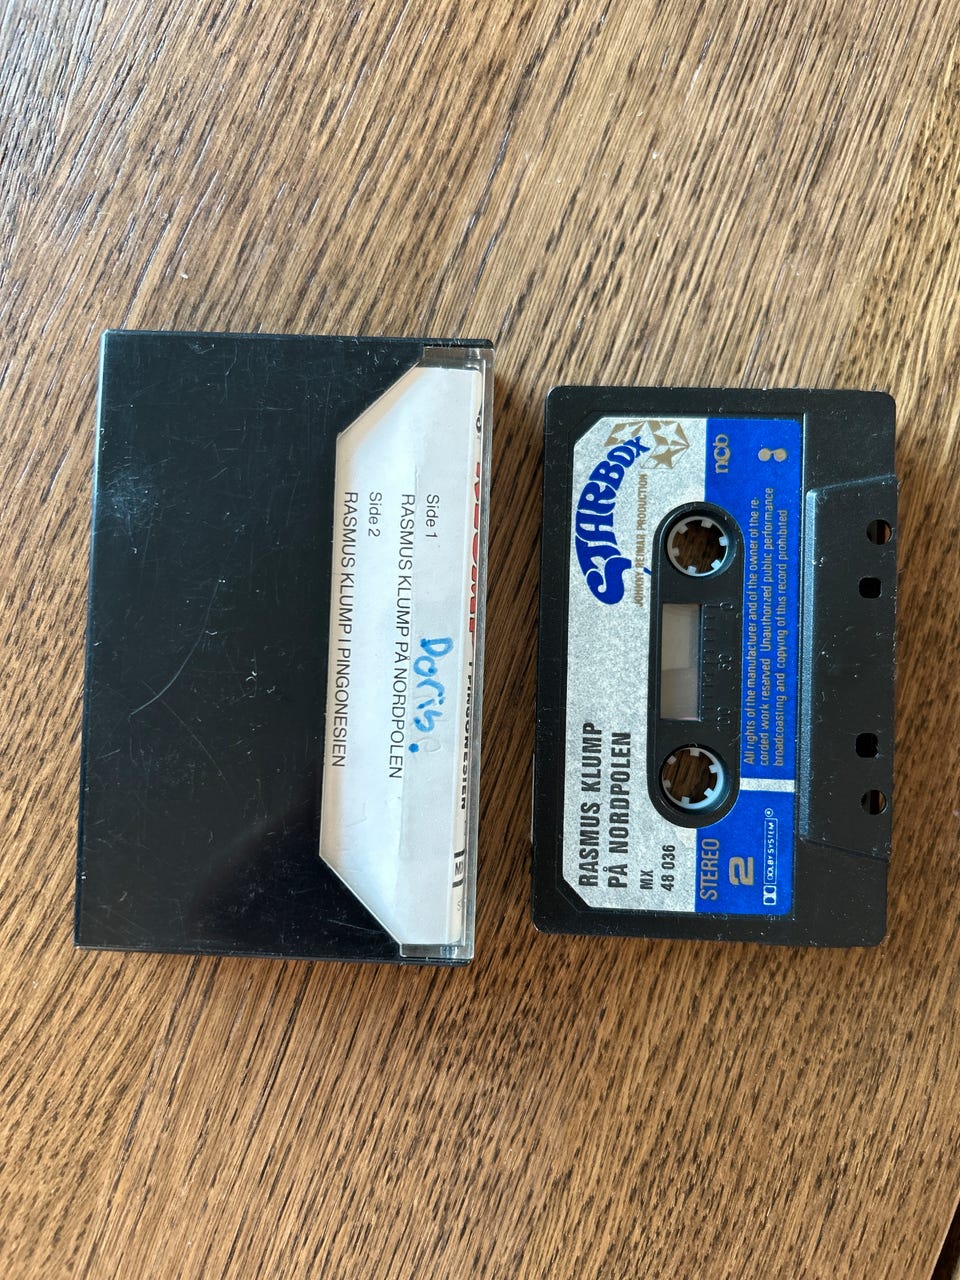 Side 1
RASMUS KLUMP PÅ NORDPOLEN
Side 2
RASMUS KLUMP I PINGONESIEN
Doris.
PINGONESIEN
STARBOX
JOHNNY REIMAR PRODUCTION
RASMUS KLUMP
PÅ NORDPOLEN
MX
48 036
STEREO
2
DOLBY SYSTEM
ncb
All rights of the manufacturer and of the owner of the re-
corded work reserved Unauthorized public performance
broadcasting and copying of this record prohibited